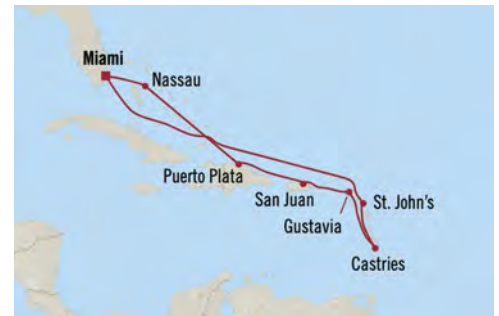 Miami
Nassau
Puerto Plata
San Juan
Gustavia
St. John's
Castries